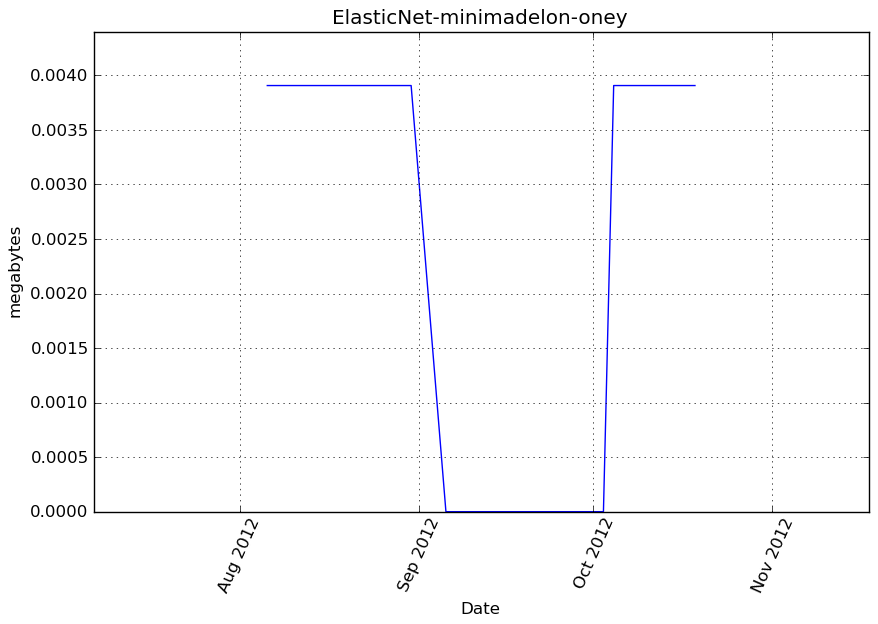 ElasticNet-minimadelon-oney
0.0040
0.0035
0.0030
0.0025
0.0020
0.0015
0.0010
0.0005
0.0000
megabytes
Aug 2012
Sep 2012
Oct 2012
Nov 2012
Date